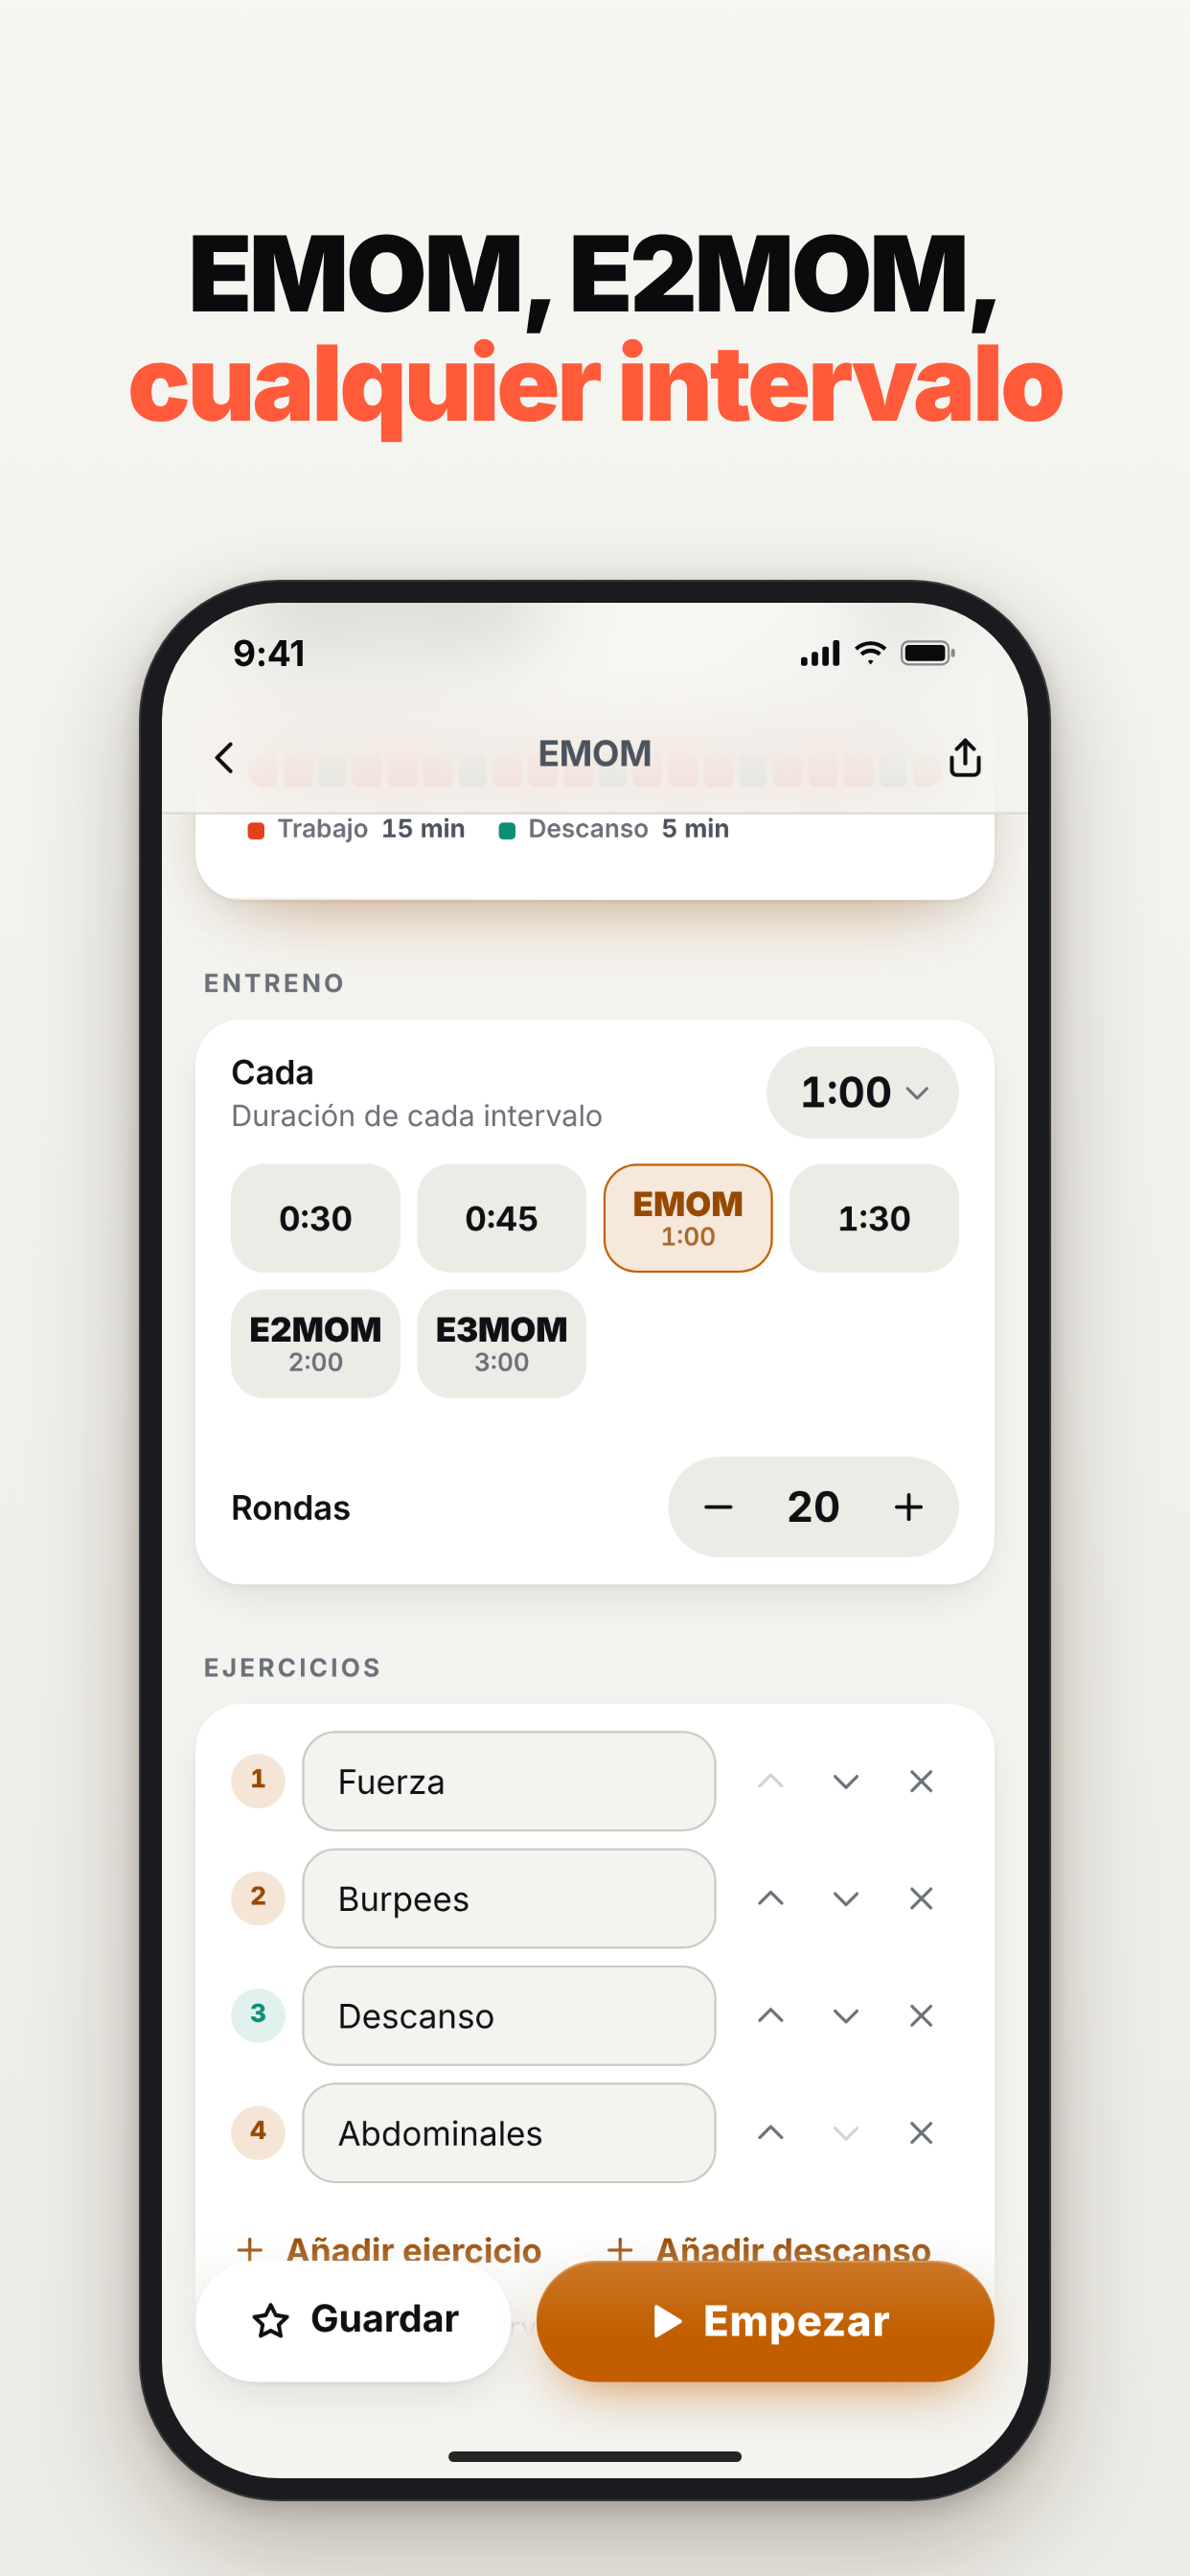 EMOM, E2MOM,
cualquier intervalo
9:41
EMOM
Trabajo 15 min Descanso 5 min
ENTRENO
Cada
Duración de cada intervalo
1:00
0:30
0:45
EMOM
1:00
1:30
E2MOM
2:00
E3MOM
3:00
Rondas
20
EJERCICIOS
1 Fuerza
2 Burpees
3 Descanso
4 Abdominales
Añadir ejercicio
Añadir descanso
Guardar
Empezar